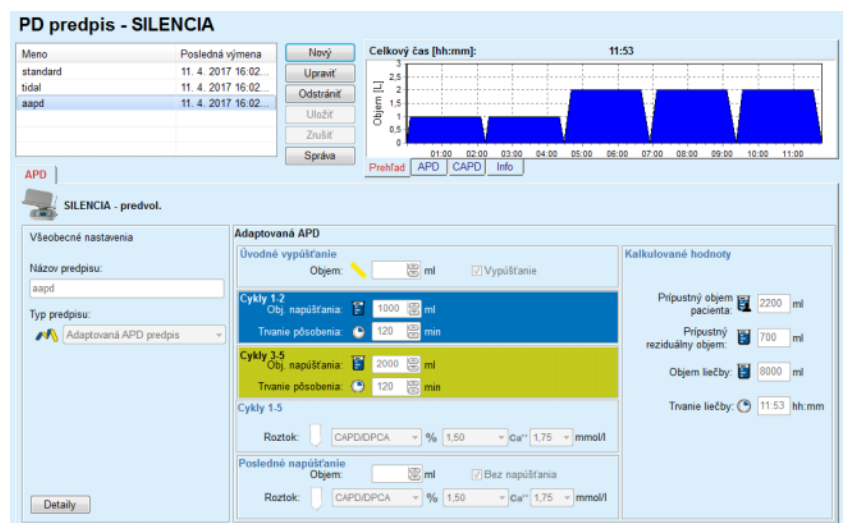 PD predpis - SILENCIA
Meno Posledná výmena
standard 11. 4. 2017 16:02...
tidal 11. 4. 2017 16:02...
aapd 11. 4. 2017 16:02...
Nový
Upraviť
Odstrániť
Uložiť
Zrušiť
Správa
Celkový čas [hh:mm]: 11:53
Objem [L]
3
2,5
2
1,5
1
0,5
0
01:00 02:00 03:00 04:00 05:00 06:00 07:00 08:00 09:00 10:00 11:00
Prehľad APD CAPD Info
APD
SILENCIA - predvol.
Všeobecné nastavenia
Názov predpisu:
aapd
Typ predpisu:
Adaptovaná APD predpis
Detaily
Adaptovaná APD
Úvodné vypúšťanie
Objem: ml Vypúšťanie
Cykly 1-2
Obj. napúšťania: 1000 ml
Trvanie pôsobenia: 120 min
Cykly 3-5
Obj. napúšťania: 2000 ml
Trvanie pôsobenia: 120 min
Cykly 1-5
Roztok: CAPD/DPCA % 1,50 Ca⁺⁺ 1,75 mmol/l
Posledné napúšťanie
Objem: ml Bez napúšťania
Roztok: CAPD/DPCA % 1,50 Ca⁺⁺ 1,75 mmol/l
Kalkulované hodnoty
Prípustný objem
pacienta: 2200 ml
Prípustný
reziduálny objem: 700 ml
Objem liečby: 8000 ml
Trvanie liečby: 11:53 hh:mm